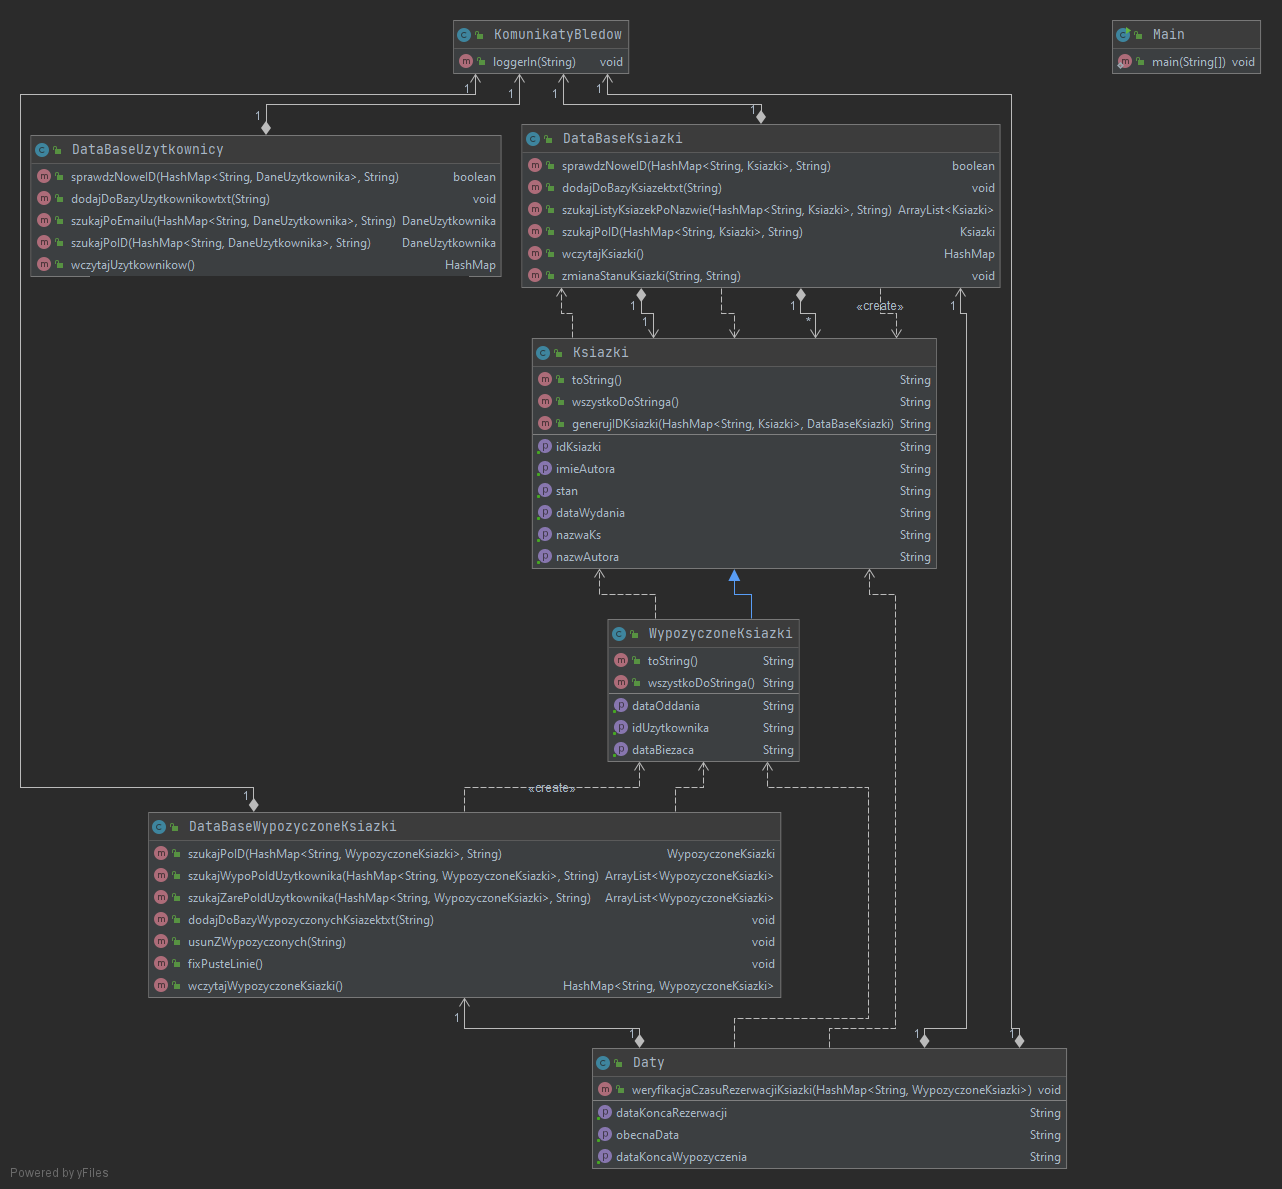 KomunikatyBledow
loggerIn(String) void
Main
main(String[]) void
1 1 1 1
1
1
DataBaseUzytkownicy
sprawdzNoweID(HashMap<String, DaneUzytkownika>, String) boolean
dodajDoBazyUzytkownikowtxt(String) void
szukajPoEmailu(HashMap<String, DaneUzytkownika>, String) DaneUzytkownika
szukajPoID(HashMap<String, DaneUzytkownika>, String) DaneUzytkownika
wczytajUzytkownikow() HashMap
DataBaseKsiazki
sprawdzNoweID(HashMap<String, Ksiazki>, String) boolean
dodajDoBazyKsiazektxt(String) void
szukajListyKsiazekPoNazwie(HashMap<String, Ksiazki>, String) ArrayList<Ksiazki>
szukajPoID(HashMap<String, Ksiazki>, String) Ksiazki
wczytajKsiazki() HashMap
zmianaStanuKsiazki(String, String) void
1 1 «create» 1
1 *
Ksiazki
toString() String
wszystkoDoStringa() String
generujIDKsiazki(HashMap<String, Ksiazki>, DataBaseKsiazki) String
idKsiazki String
imieAutora String
stan String
dataWydania String
nazwaKs String
nazwAutora String
WypozyczoneKsiazki
toString() String
wszystkoDoStringa() String
dataOddania String
idUzytkownika String
dataBiezaca String
«create»
1
DataBaseWypozyczoneKsiazki
szukajPoID(HashMap<String, WypozyczoneKsiazki>, String) WypozyczoneKsiazki
szukajWypoPoIdUzytkownika(HashMap<String, WypozyczoneKsiazki>, String) ArrayList<WypozyczoneKsiazki>
szukajZarePoIdUzytkownika(HashMap<String, WypozyczoneKsiazki>, String) ArrayList<WypozyczoneKsiazki>
dodajDoBazyWypozyczonychKsiazektxt(String) void
usunZWypozyczonych(String) void
fixPusteLinie() void
wczytajWypozyczoneKsiazki() HashMap<String, WypozyczoneKsiazki>
1
1 1 1
Daty
weryfikacjaCzasuRezerwacjiKsiazki(HashMap<String, WypozyczoneKsiazki>) void
dataKoncaRezerwacji String
obecnaData String
dataKoncaWypozyczenia String
Powered by yFiles